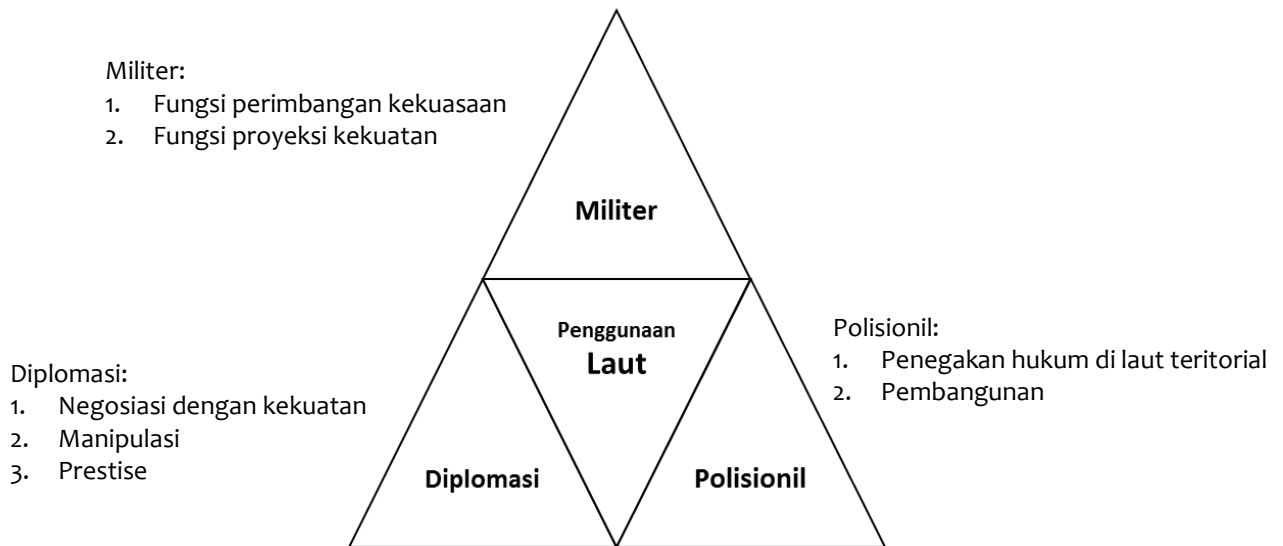 Militer:
1. Fungsi perimbangan kekuasaan
2. Fungsi proyeksi kekuatan
Militer
Penggunaan
Laut
Polisionil:
1. Penegakan hukum di laut teritorial
2. Pembangunan
Diplomasi:
1. Negosiasi dengan kekuatan
2. Manipulasi
3. Prestise
Diplomasi
Polisionil